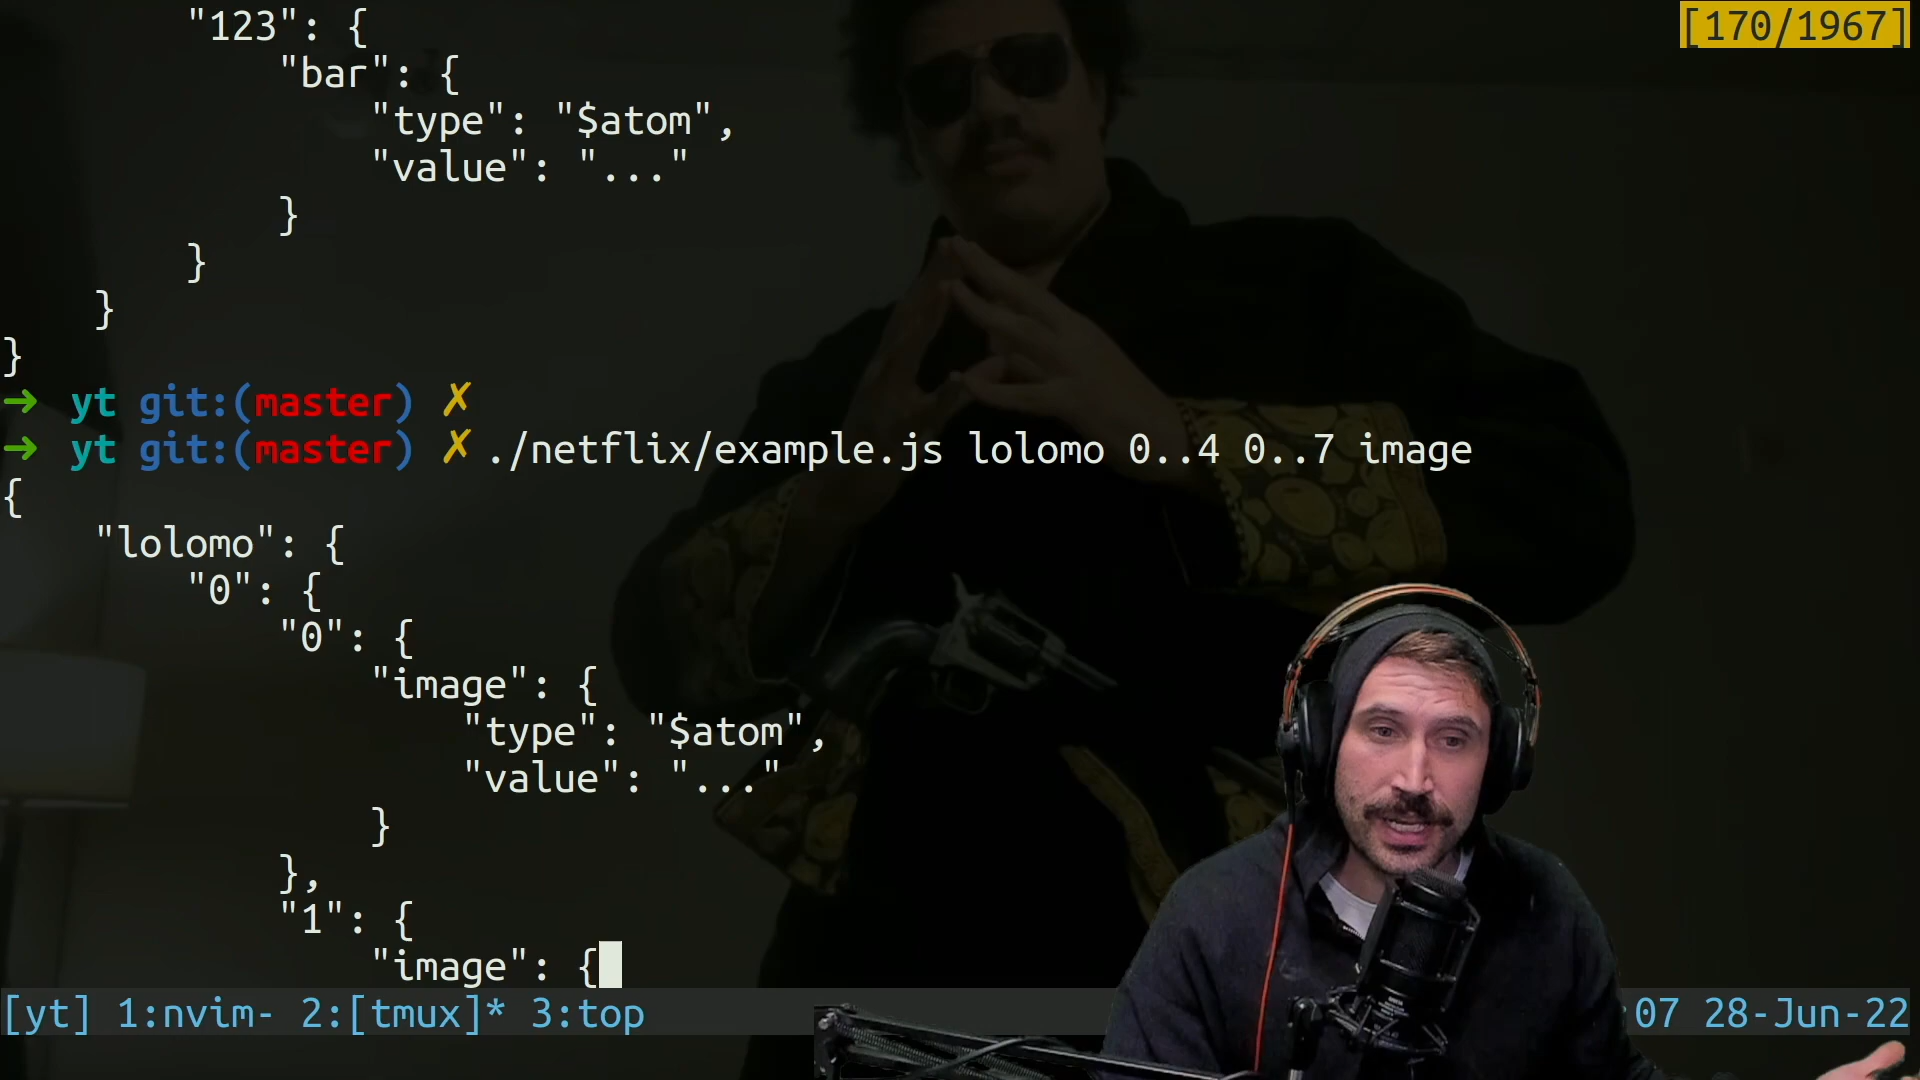 "123": {
[170/1967]
"bar": {
"type": "$atom",
"value": "..."
}
}
}
}
➜ yt git:(master) ✗
➜ yt git:(master) ✗ ./netflix/example.js lolomo 0..4 0..7 image
{
"lolomo": {
"0": {
"0": {
"image": {
"type": "$atom",
"value": "..."
}
},
"1": {
"image": {
[yt] 1:nvim- 2:[tmux]* 3:top
:07 28-Jun-22